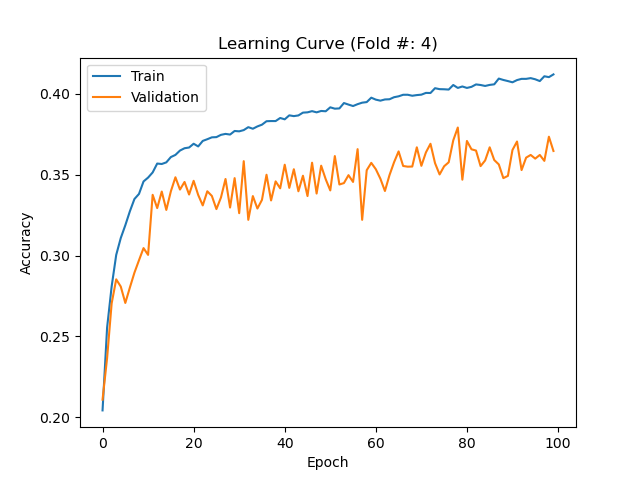 Learning Curve (Fold #: 4)
Train
Validation
0.40
0.35
0.30
0.25
0.20
Accuracy
0 20 40 60 80 100
Epoch